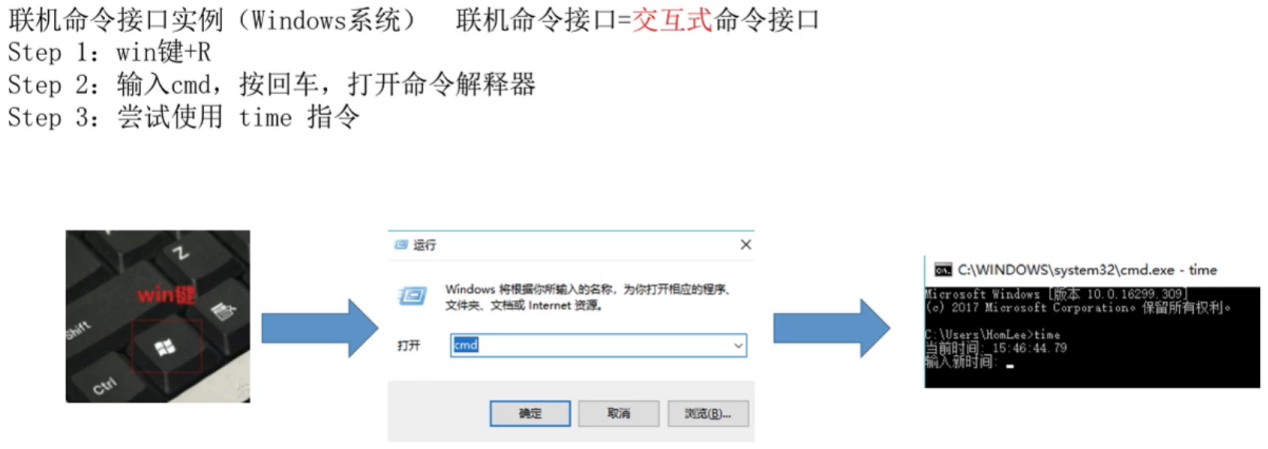 联机命令接口实例（Windows系统）  联机命令接口=交互式命令接口
Step 1: win键+R
Step 2: 输入cmd，按回车，打开命令解释器
Step 3: 尝试使用 time 指令
Z
win键
Shift
Ctrl
运行
Windows 将根据你所输入的名称，为你打开相应的程序、
文件夹、文档或 Internet 资源。
打开
cmd
确定 取消 浏览(B)...
C:\WINDOWS\system32\cmd.exe - time
Microsoft Windows [版本 10.0.16299.309]
(c) 2017 Microsoft Corporation。保留所有权利。
C:\Users\HomLee>time
当前时间: 15:46:44.79
输入新时间: